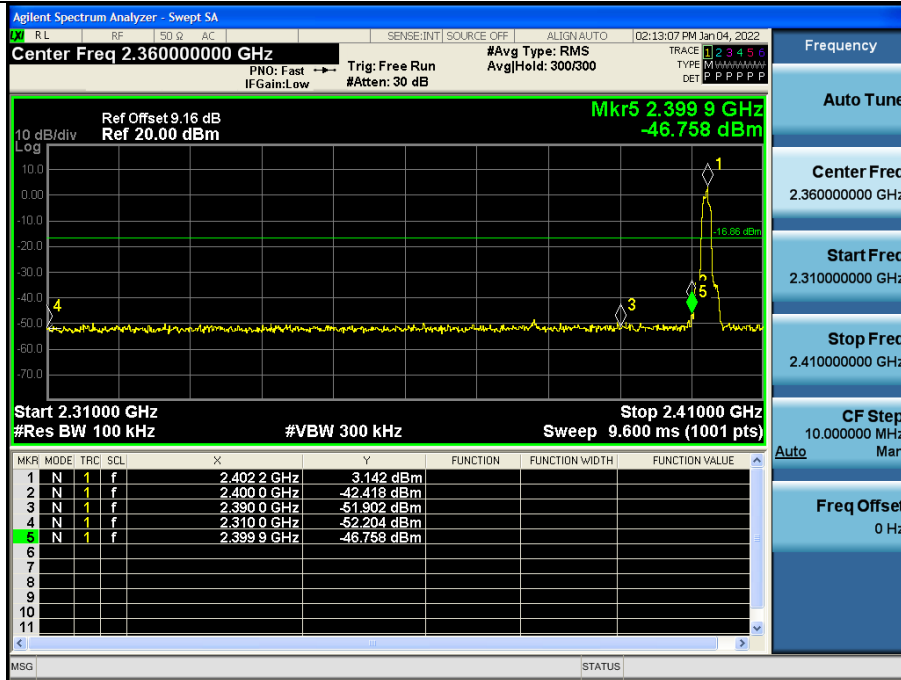 Agilent Spectrum Analyzer - Swept SA
LXI RL RF 50 Ω AC SENSE:INT SOURCE OFF ALIGN AUTO 02:13:07 PM Jan 04, 2022
Center Freq 2.360000000 GHz
PNO: Fast
IFGain:Low
Trig: Free Run
#Atten: 30 dB
#Avg Type: RMS
Avg|Hold: 300/300
TRACE 1 2 3 4 5 6
TYPE M W W W W W
DET P P P P P P
Mkr5 2.399 9 GHz
-46.758 dBm
Ref Offset 9.16 dB
10 dB/div Ref 20.00 dBm
Log
10.0
0.00
-10.0
-20.0
-30.0
-40.0
-50.0
-60.0
-70.0
1
-16.86 dBm
5
3
4
Start 2.31000 GHz Stop 2.41000 GHz
#Res BW 100 kHz #VBW 300 kHz Sweep 9.600 ms (1001 pts)
MKR MODE TRC SCL X Y FUNCTION FUNCTION WIDTH FUNCTION VALUE
1 N 1 f 2.402 2 GHz 3.142 dBm
2 N 1 f 2.400 0 GHz -42.418 dBm
3 N 1 f 2.390 0 GHz -51.902 dBm
4 N 1 f 2.310 0 GHz -52.204 dBm
5 N 1 f 2.399 9 GHz -46.758 dBm
6
7
8
9
10
11
MSG STATUS
Frequency
Auto Tune
Center Freq
2.360000000 GHz
Start Freq
2.310000000 GHz
Stop Freq
2.410000000 GHz
CF Step
10.000000 MHz
Auto Man
Freq Offset
0 Hz